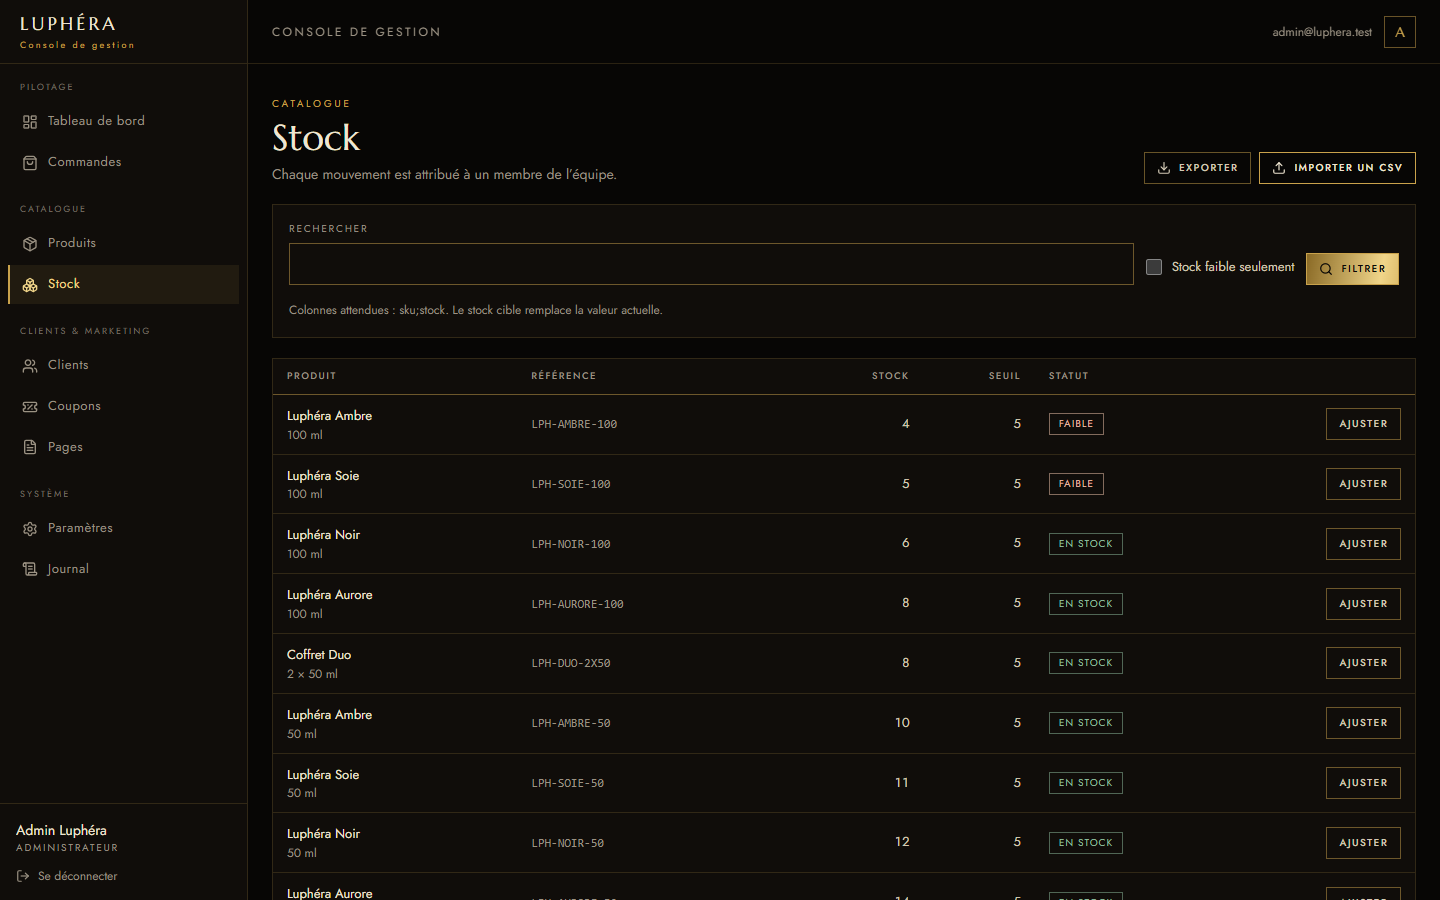 LUPHÉRA
Console de gestion
CONSOLE DE GESTION
admin@luphera.test
A
PILOTAGE
Tableau de bord
Commandes
CATALOGUE
Produits
Stock
CLIENTS & MARKETING
Clients
Coupons
Pages
SYSTÈME
Paramètres
Journal
Admin Luphéra
ADMINISTRATEUR
Se déconnecter
CATALOGUE
Stock
Chaque mouvement est attribué à un membre de l'équipe.
EXPORTER
IMPORTER UN CSV
RECHERCHER
Stock faible seulement
FILTRER
Colonnes attendues : sku;stock. Le stock cible remplace la valeur actuelle.
PRODUIT RÉFÉRENCE STOCK SEUIL STATUT
Luphéra Ambre
100 ml
LPH-AMBRE-100 4 5 FAIBLE AJUSTER
Luphéra Soie
100 ml
LPH-SOIE-100 5 5 FAIBLE AJUSTER
Luphéra Noir
100 ml
LPH-NOIR-100 6 5 EN STOCK AJUSTER
Luphéra Aurore
100 ml
LPH-AURORE-100 8 5 EN STOCK AJUSTER
Coffret Duo
2 × 50 ml
LPH-DUO-2X50 8 5 EN STOCK AJUSTER
Luphéra Ambre
50 ml
LPH-AMBRE-50 10 5 EN STOCK AJUSTER
Luphéra Soie
50 ml
LPH-SOIE-50 11 5 EN STOCK AJUSTER
Luphéra Noir
50 ml
LPH-NOIR-50 12 5 EN STOCK AJUSTER
Luphéra Aurore